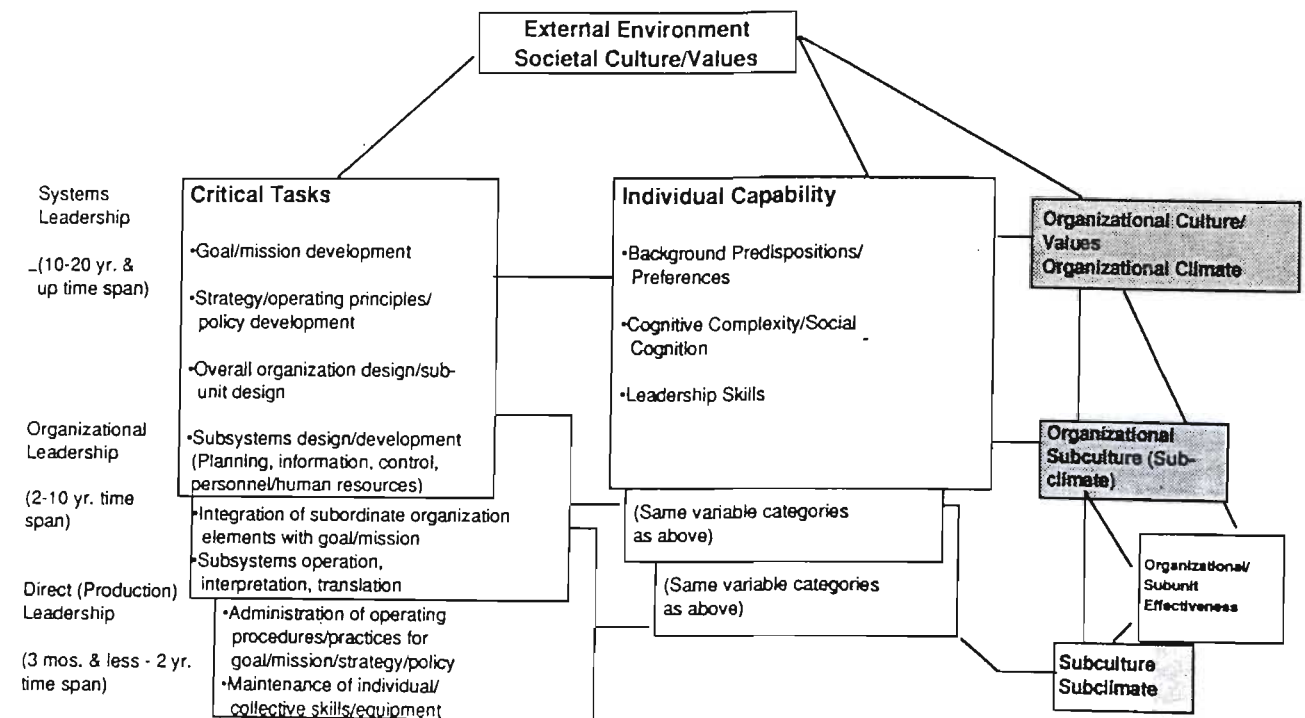 External Environment
Societal Culture/Values
Systems
Leadership
(10-20 yr. &
up time span)
Organizational
Leadership
(2-10 yr. time
span)
Direct (Production)
Leadership
(3 mos. & less - 2 yr.
time span)
Critical Tasks
•Goal/mission development
•Strategy/operating principles/
policy development
•Overall organization design/sub-
unit design
•Subsystems design/development
(Planning, information, control,
personnel/human resources)
•Integration of subordinate organization
elements with goal/mission
•Subsystems operation,
interpretation, translation
•Administration of operating
procedures/practices for
goal/mission/strategy/policy
•Maintenance of individual/
collective skills/equipment
Individual Capability
•Background Predispositions/
Preferences
•Cognitive Complexity/Social
Cognition
•Leadership Skills
(Same variable categories
as above)
(Same variable categories
as above)
Organizational Culture/
Values
Organizational Climate
Organizational
Subculture (Sub-
climate)
Organizational/
Subunit
Effectiveness
Subculture
Subclimate